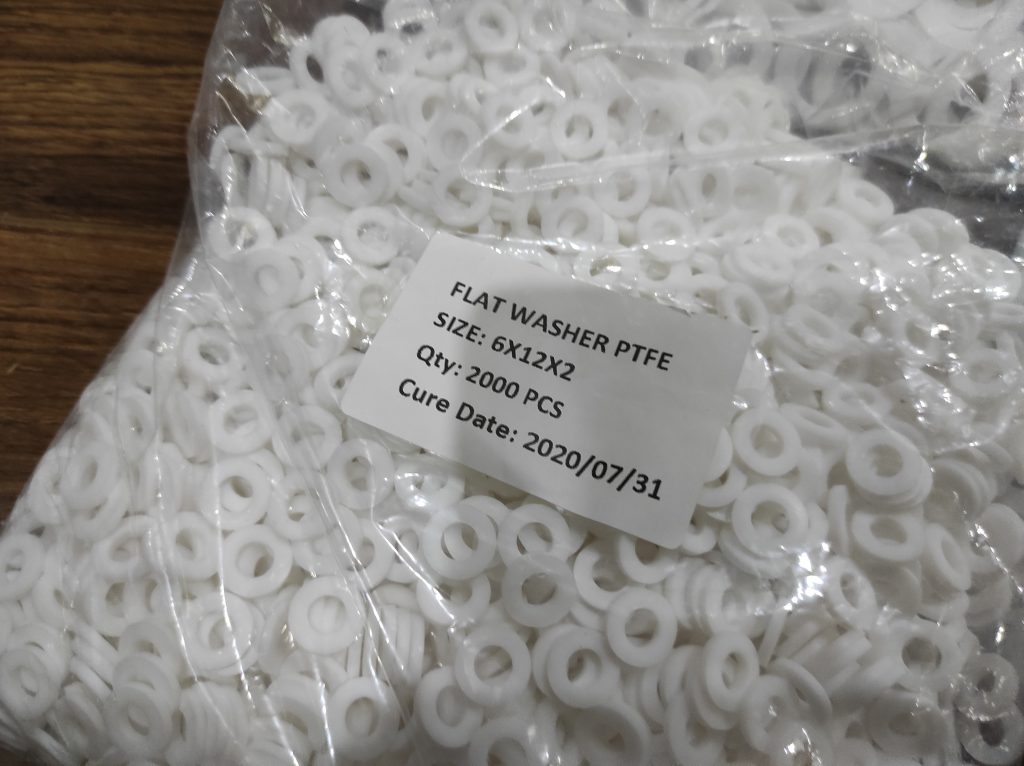 FLAT WASHER PTFE
SIZE: 6X12X2
Qty: 2000 PCS
Cure Date: 2020/07/31